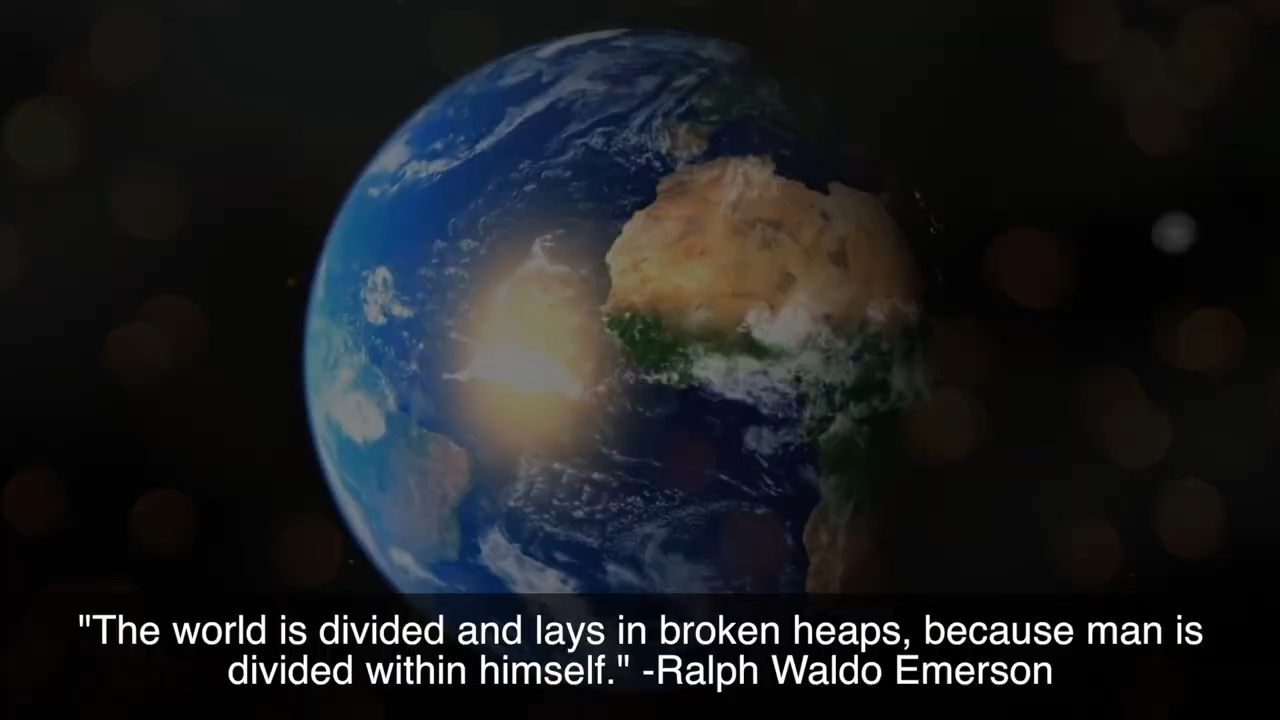 "The world is divided and lays in broken heaps, because man is
divided within himself." -Ralph Waldo Emerson